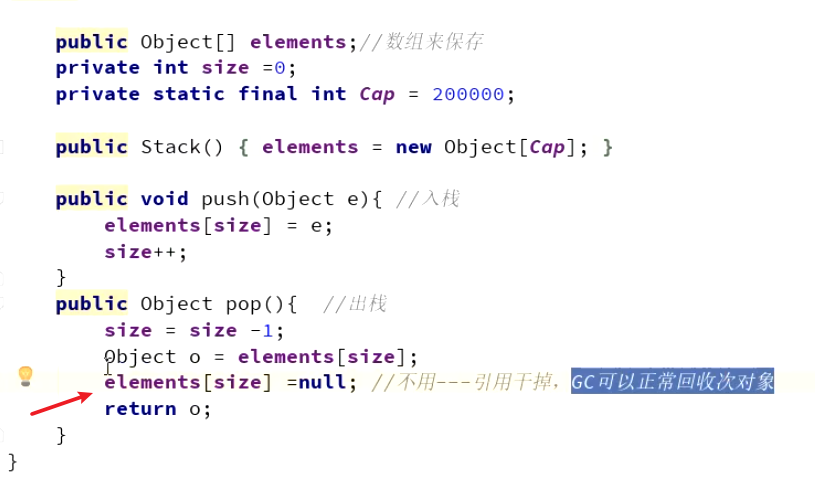 public Object[] elements;//数组来保存
private int size =0;
private static final int Cap = 200000;
public Stack() { elements = new Object[Cap]; }
public void push(Object e){ //入栈
elements[size] = e;
size++;
}
public Object pop(){ //出栈
size = size -1;
Object o = elements[size];
elements[size] =null; //不用---引用干掉，GC可以正常回收次对象
return o;
}
}